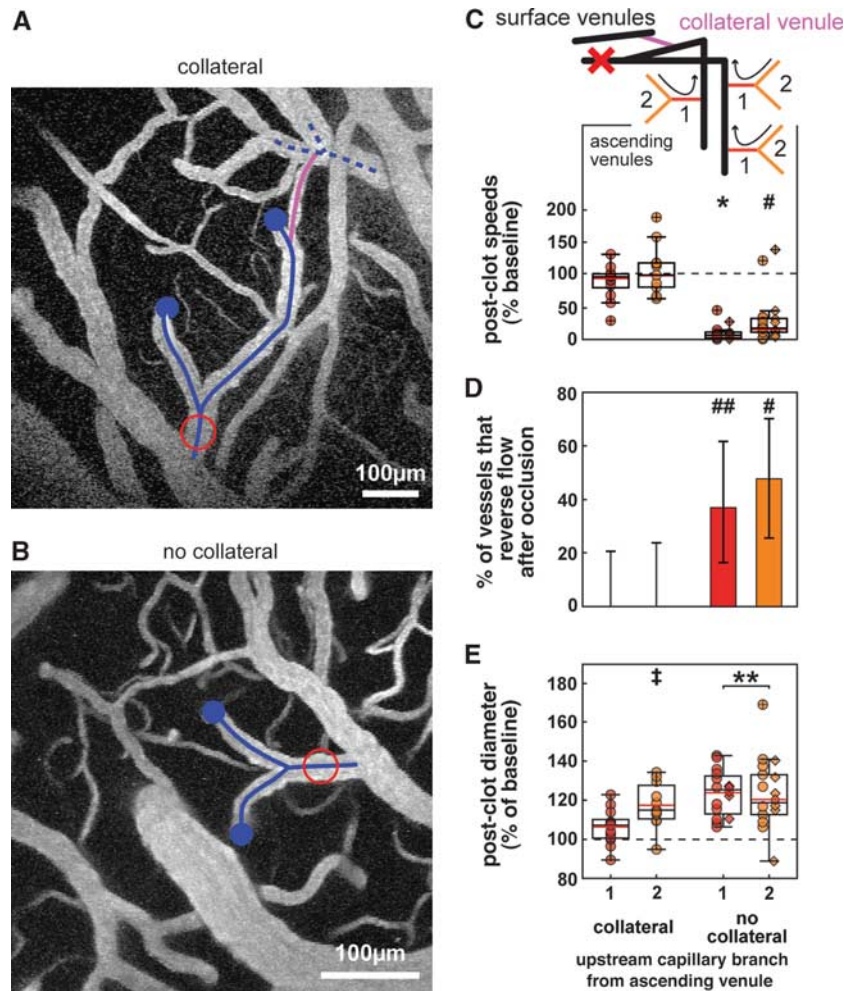 A
collateral
100µm
B
no collateral
100µm
C
surface venules
collateral venule
2
1
1
2
ascending
venules
1
2
post-clot speeds
(% baseline)
200
150
100
50
0
*
#
D
% of vessels that
reverse flow
after occlusion
80
60
40
20
0
##
#
E
post-clot diameter
(% of baseline)
180
160
140
120
100
80
‡
**
1
2
1
2
collateral
no
collateral
upstream capillary branch
from ascending venule